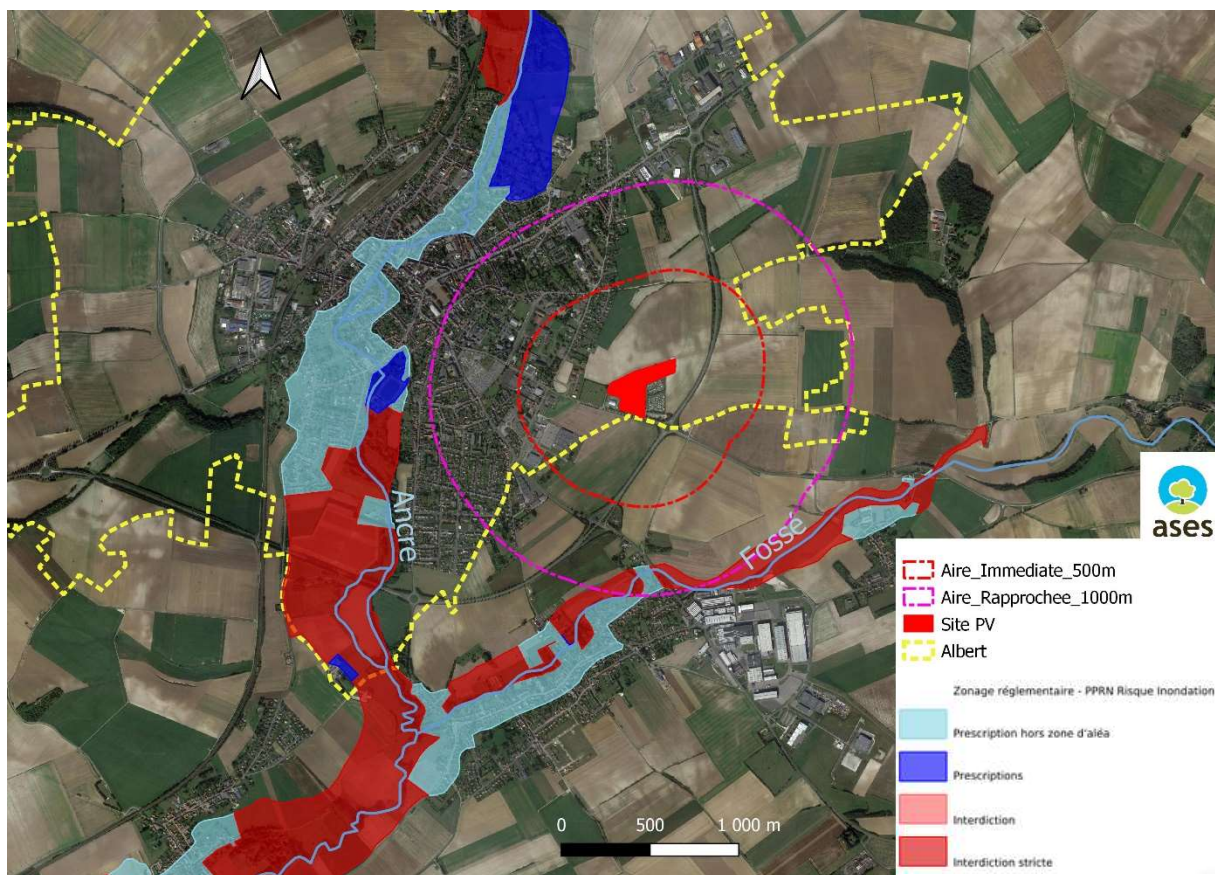 Ancre
Fosse
ases
Aire_Immediate_500m
Aire_Rapprochee_1000m
Site PV
Albert
Zonage réglementaire - PPRN Risque Inondation
Prescription hors zone d'aléa
Prescriptions
Interdiction
Interdiction stricte
0 500 1 000 m